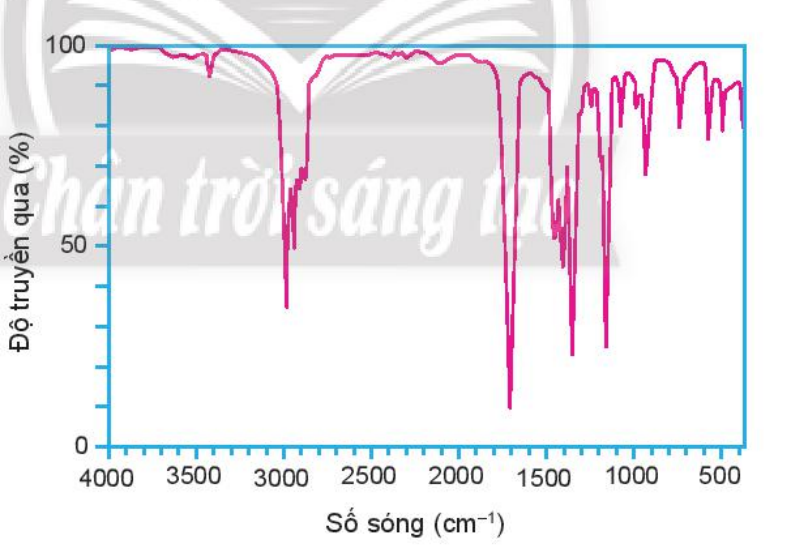 100
Chân trời sáng tạo
50
0
Độ truyền qua (%)
4000 3500 3000 2500 2000 1500 1000 500
Số sóng (cm⁻¹)